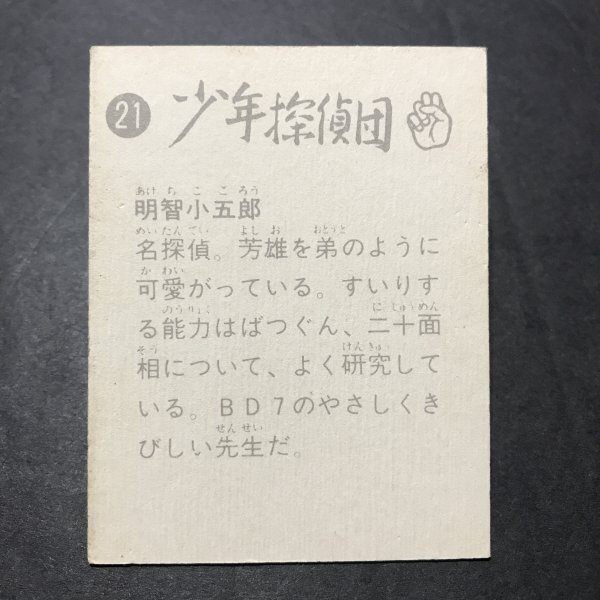 21 少年探偵団
あけちこごろう
明智小五郎
めいたんてい よしお おとうと
名探偵。芳雄を弟のように
かわい
可愛がっている。すいりす
のうりょく にじゅうめん
る能力はばつぐん、二十面
そう けんきゅう
相について、よく研究して
いる。BD7のやさしくき
せんせい
びしい先生だ。